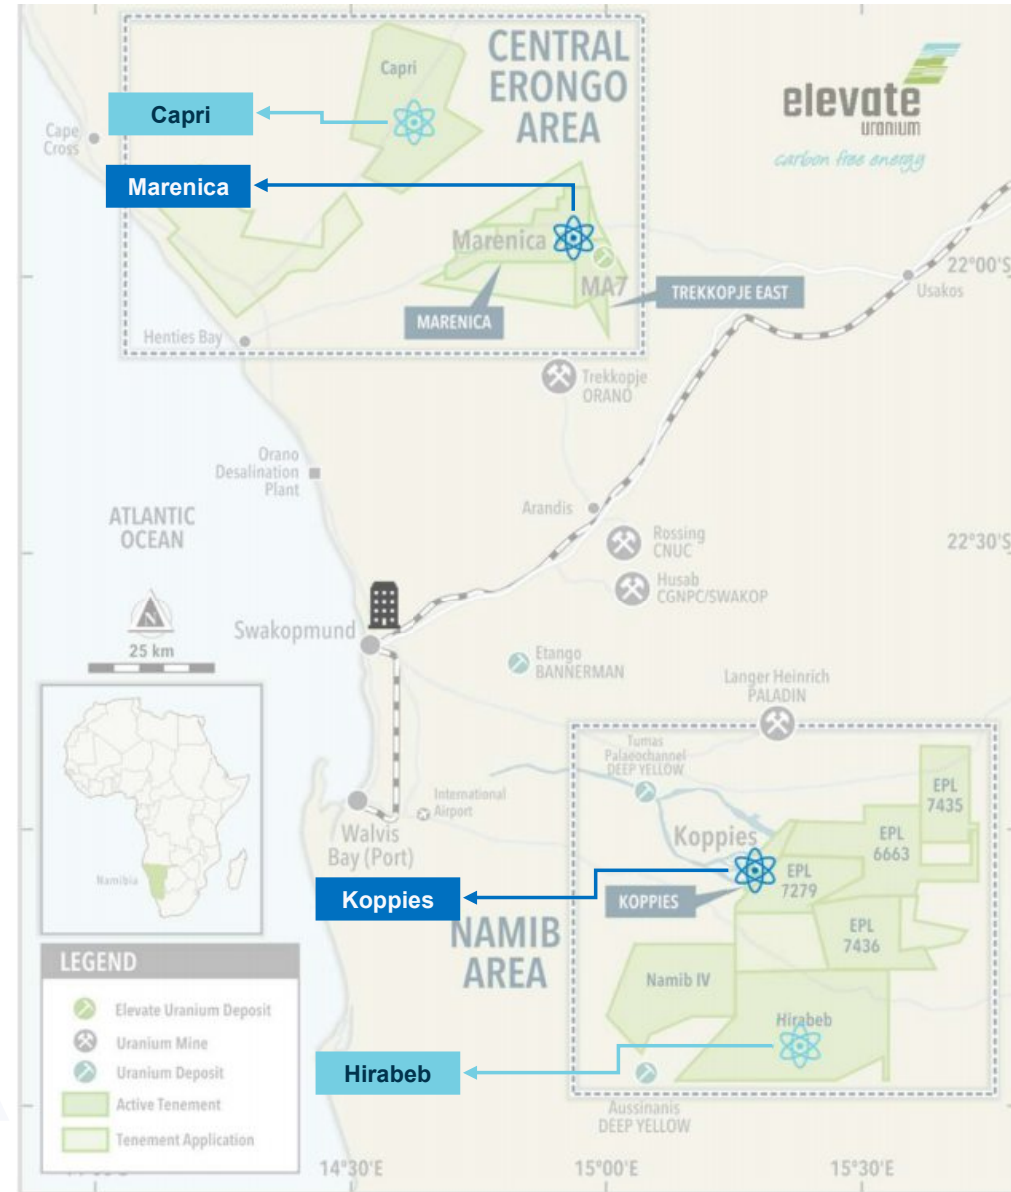 CENTRAL
ERONGO
AREA
elevate
uranium
carbon free energy
Capri
Capri
Cape
Cross
Marenica
Marenica
MA7
MARENICA
TREKKOPJE EAST
22°00'S
Usakos
Henties Bay
Trekkopje
ORANO
Orano
Desalination
Plant
Arandis
ATLANTIC
OCEAN
Rossing
CNUC
22°30'S
Husab
CGNPC/SWAKOP
N
25 km
Swakopmund
Etango
BANNERMAN
Langer Heinrich
PALADIN
Tumas
Palaeochannel
DEEP YELLOW
International
Airport
Walvis
Bay (Port)
Namibia
Koppies
EPL
7435
EPL
6663
EPL
7279
KOPPIES
Koppies
NAMIB
AREA
EPL
7436
Namib IV
Hirabeb
Hirabeb
Aussinanis
DEEP YELLOW
LEGEND
Elevate Uranium Deposit
Uranium Mine
Uranium Deposit
Active Tenement
Tenement Application
14°30'E
15°00'E
15°30'E